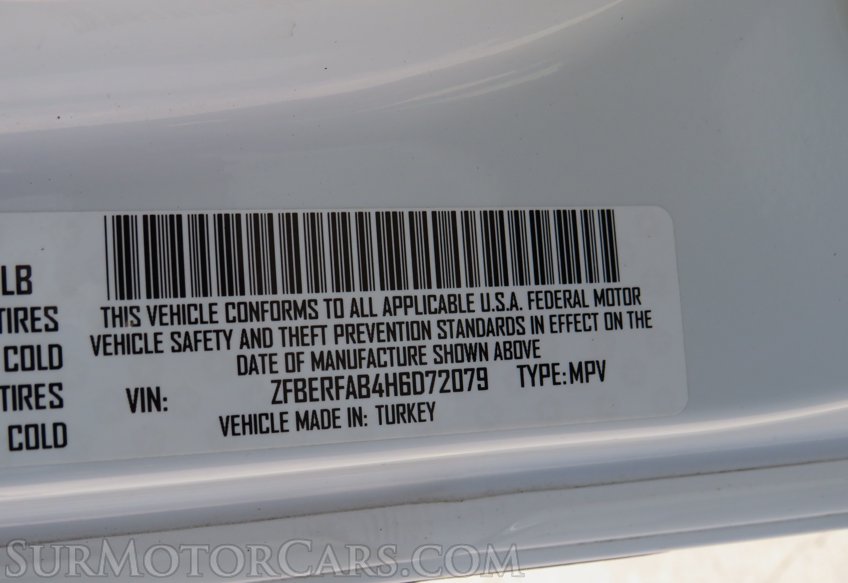 LB
TIRES
COLD
TIRES
COLD
THIS VEHICLE CONFORMS TO ALL APPLICABLE U.S.A. FEDERAL MOTOR
VEHICLE SAFETY AND THEFT PREVENTION STANDARDS IN EFFECT ON THE
DATE OF MANUFACTURE SHOWN ABOVE
VIN: ZFBERFAB4H6D72079 TYPE: MPV
VEHICLE MADE IN: TURKEY
SURMOTORCARS.COM